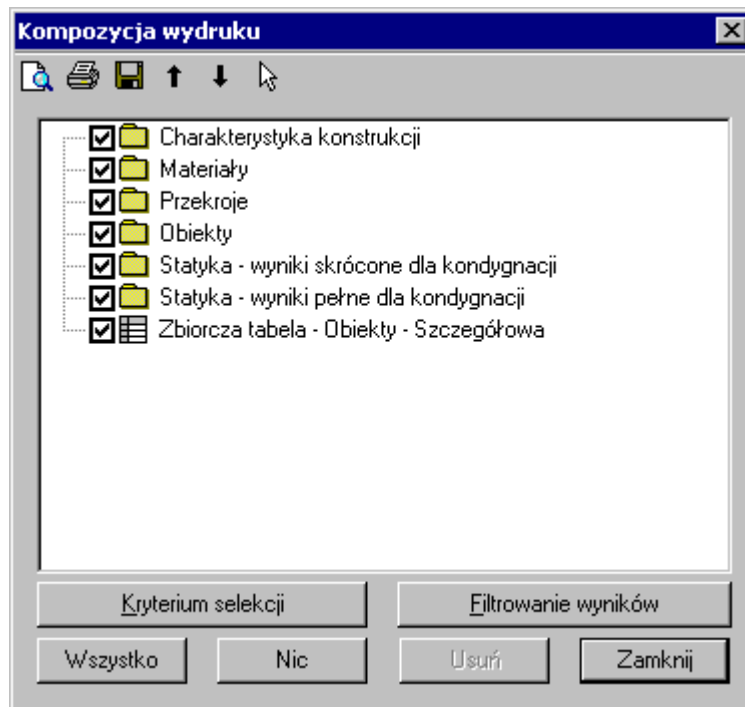 Kompozycja wydruku
Charakterystyka konstrukcji
Materiały
Przekroje
Obiekty
Statyka - wyniki skrócone dla kondygnacji
Statyka - wyniki pełne dla kondygnacji
Zbiorcza tabela - Obiekty - Szczegółowa
Kryterium selekcji
Filtrowanie wyników
Wszystko
Nic
Usuń
Zamknij